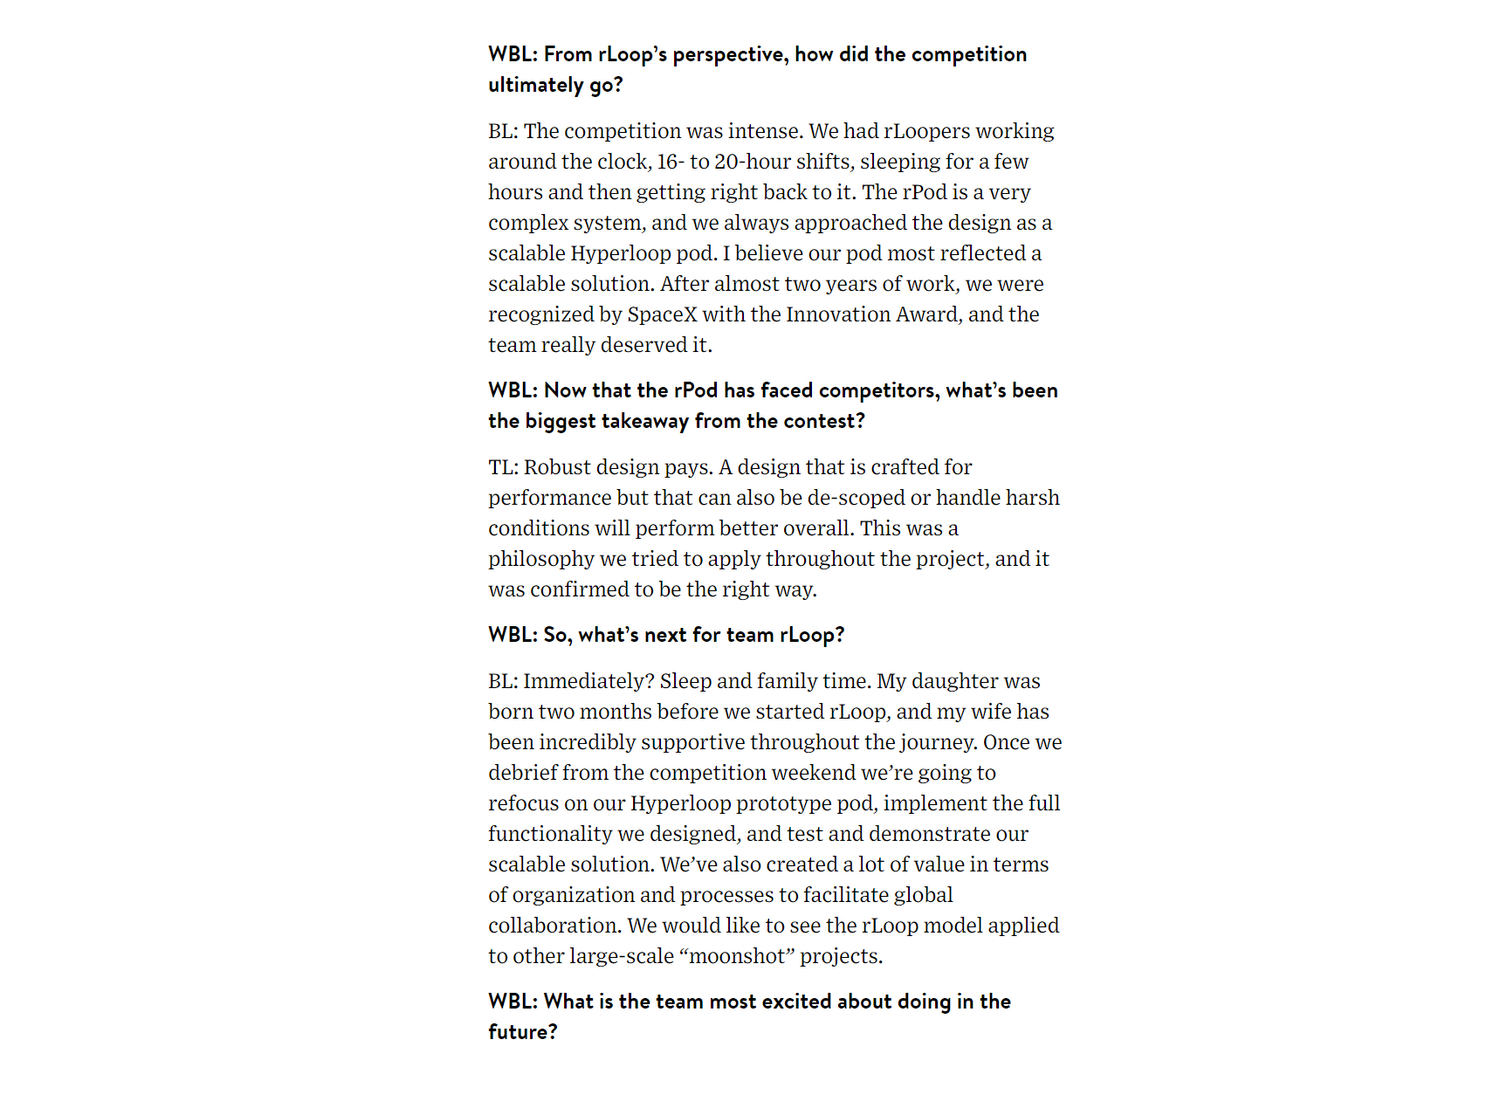 WBL: From rLoop’s perspective, how did the competition
ultimately go?
BL: The competition was intense. We had rLoopers working
around the clock, 16- to 20-hour shifts, sleeping for a few
hours and then getting right back to it. The rPod is a very
complex system, and we always approached the design as a
scalable Hyperloop pod. I believe our pod most reflected a
scalable solution. After almost two years of work, we were
recognized by SpaceX with the Innovation Award, and the
team really deserved it.
WBL: Now that the rPod has faced competitors, what’s been
the biggest takeaway from the contest?
TL: Robust design pays. A design that is crafted for
performance but that can also be de-scoped or handle harsh
conditions will perform better overall. This was a
philosophy we tried to apply throughout the project, and it
was confirmed to be the right way.
WBL: So, what’s next for team rLoop?
BL: Immediately? Sleep and family time. My daughter was
born two months before we started rLoop, and my wife has
been incredibly supportive throughout the journey. Once we
debrief from the competition weekend we’re going to
refocus on our Hyperloop prototype pod, implement the full
functionality we designed, and test and demonstrate our
scalable solution. We’ve also created a lot of value in terms
of organization and processes to facilitate global
collaboration. We would like to see the rLoop model applied
to other large-scale “moonshot” projects.
WBL: What is the team most excited about doing in the
future?